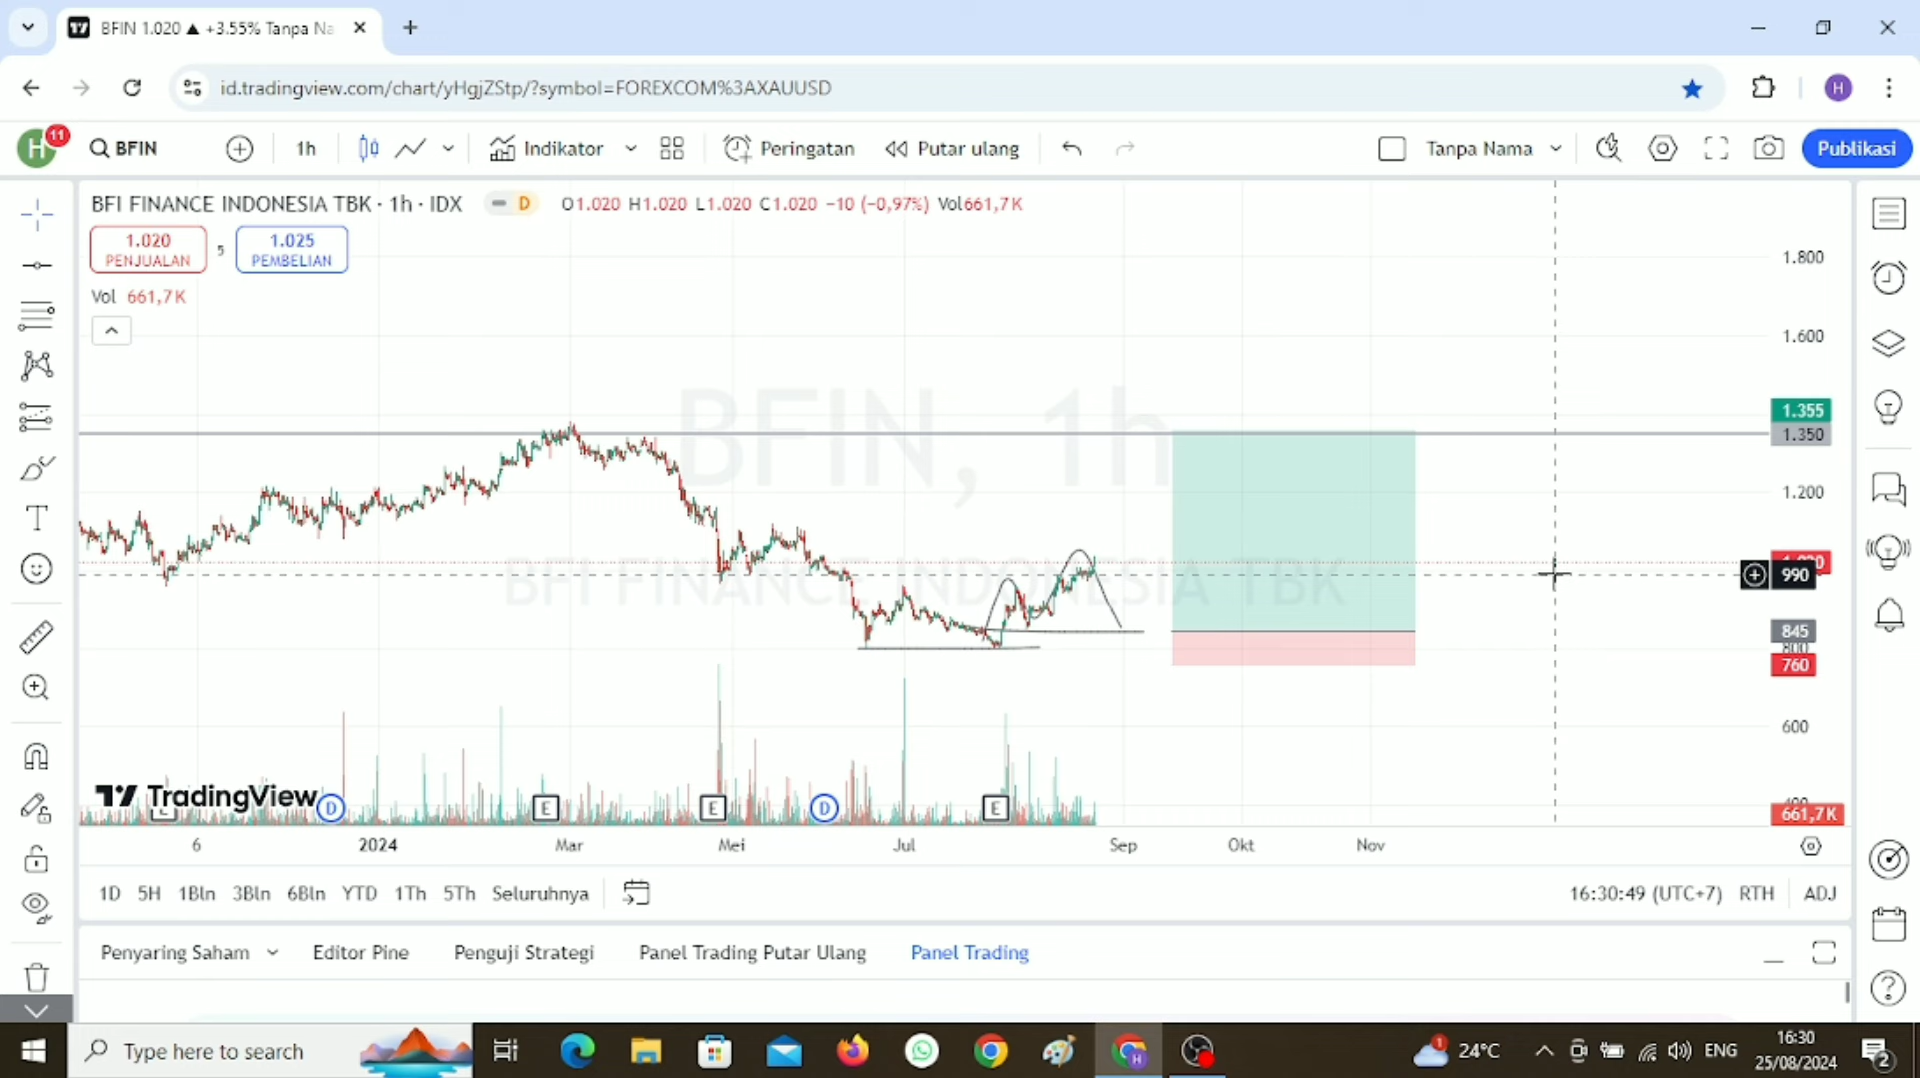 BFIN 1.020 ▲ +3.55% Tanpa Na
id.tradingview.com/chart/yHgjZStp/?symbol=FOREXCOM%3AXAUUSD
H
H
11
BFIN
1h
Indikator
Peringatan
Putar ulang
Tanpa Nama
Publikasi
BFI FINANCE INDONESIA TBK · 1h · IDX
D
O1.020 H1.020 L1.020 C1.020 −10 (−0,97%) Vol661,7K
1.020
PENJUALAN
5
1.025
PEMBELIAN
Vol 661,7K
BFIN, 1h
BFI FINANCE INDONESIA TBK
1.800
1.600
1.355
1.350
1.200
990
845
800
760
600
661,7K
TradingView
D
E
E
D
E
6
2024
Mar
Mei
Jul
Sep
Okt
Nov
1D 5H 1Bln 3Bln 6Bln YTD 1Th 5Th Seluruhnya
16:30:49 (UTC+7) RTH ADJ
Penyaring Saham
Editor Pine
Penguji Strategi
Panel Trading Putar Ulang
Panel Trading
Type here to search
1
24°C
ENG
16:30
25/08/2024
2